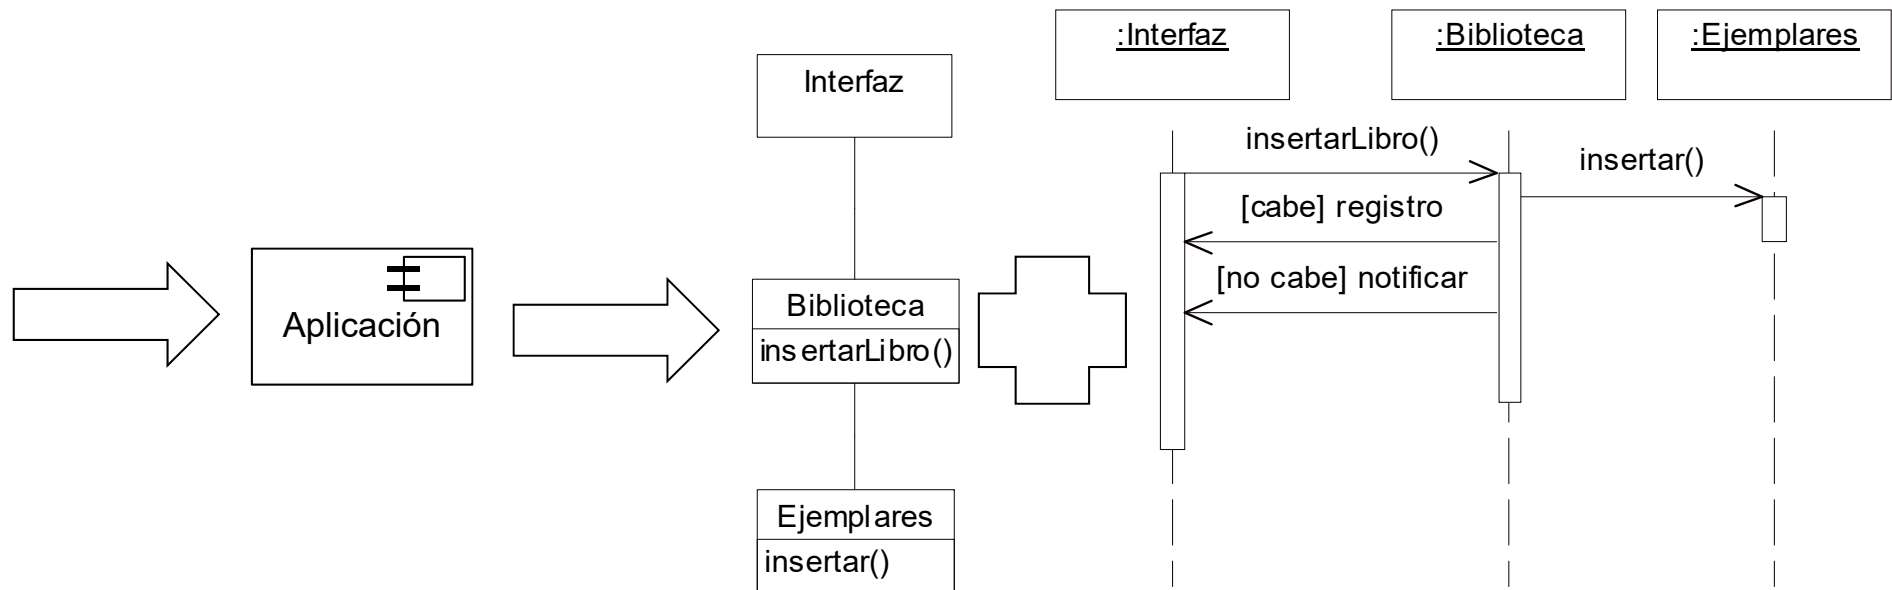 Aplicación
Interfaz
Biblioteca
insertarLibro()
Ejemplares
insertar()
:Interfaz
:Biblioteca
:Ejemplares
insertarLibro()
insertar()
[cabe] registro
[no cabe] notificar